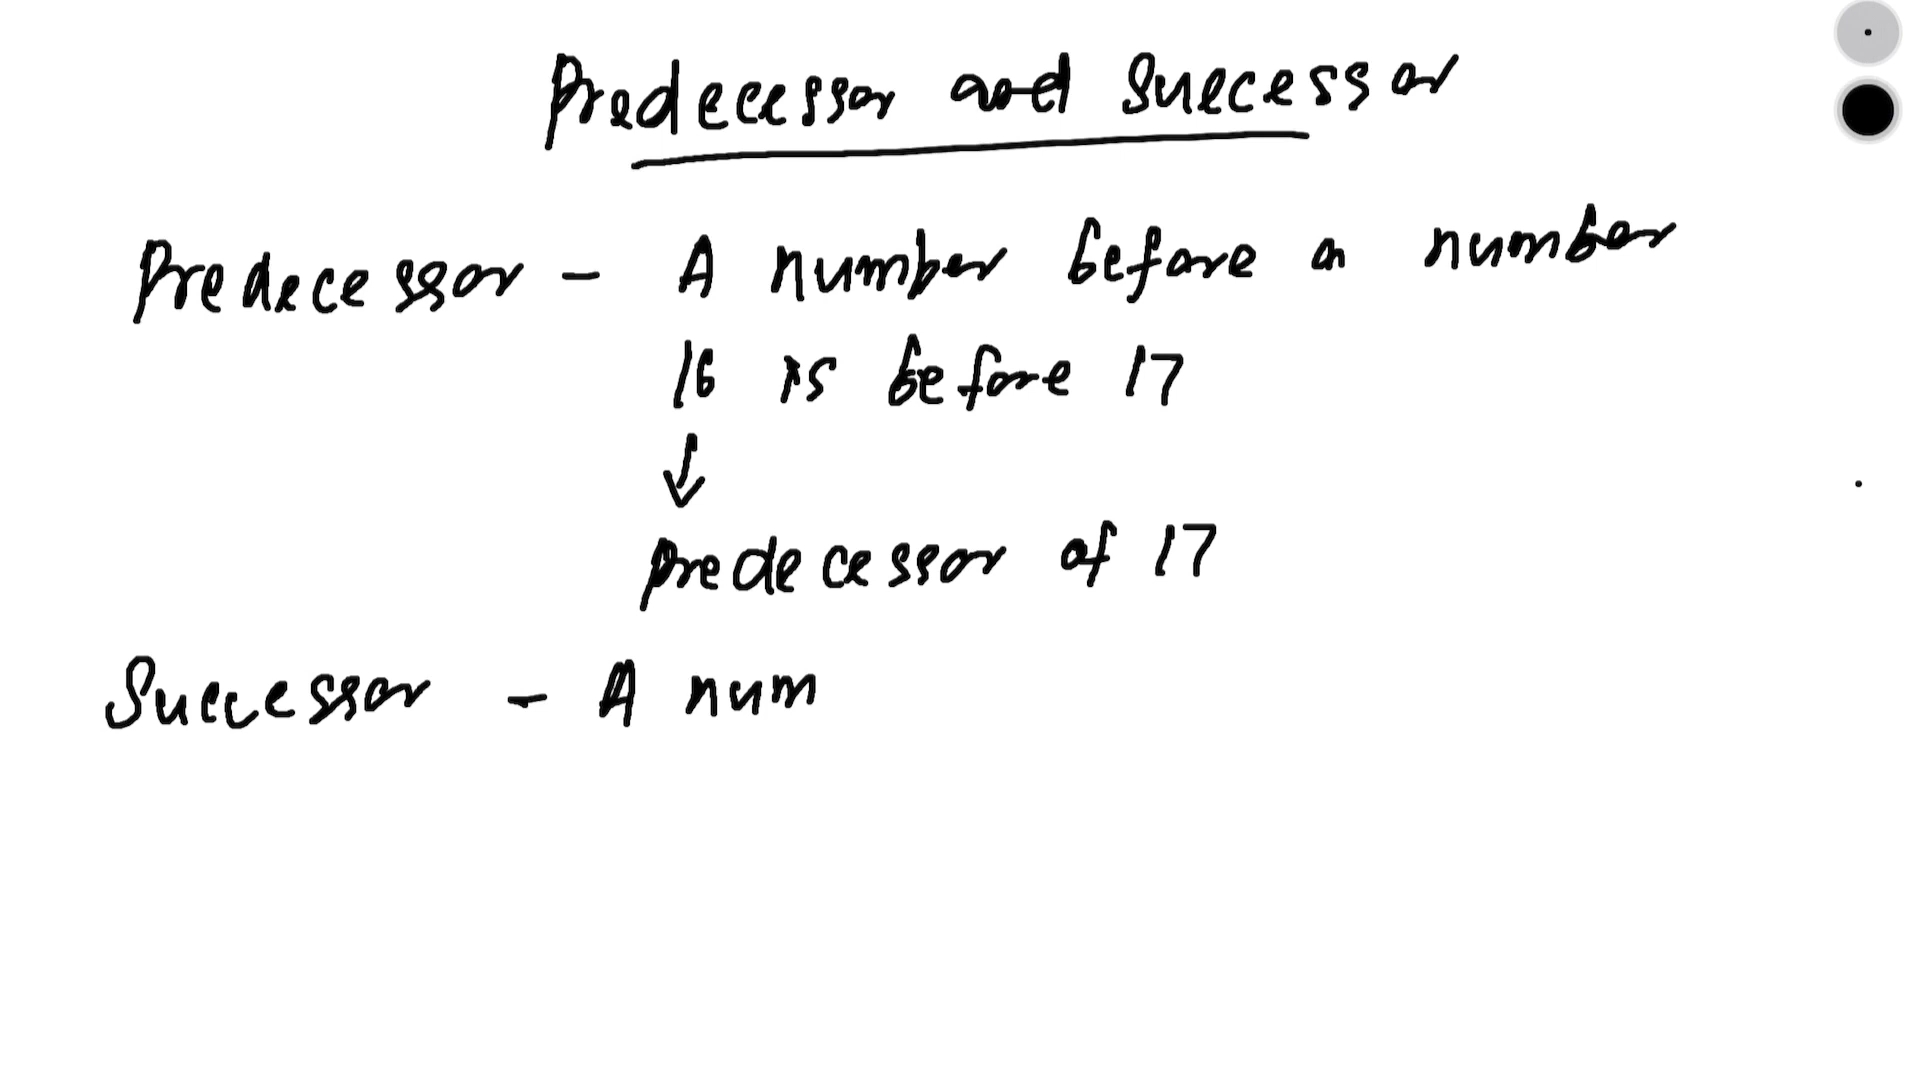 Predecessor and Successor
Predecessor - A number before a number
16 is before 17
↓
predecessor of 17
Successor - A num